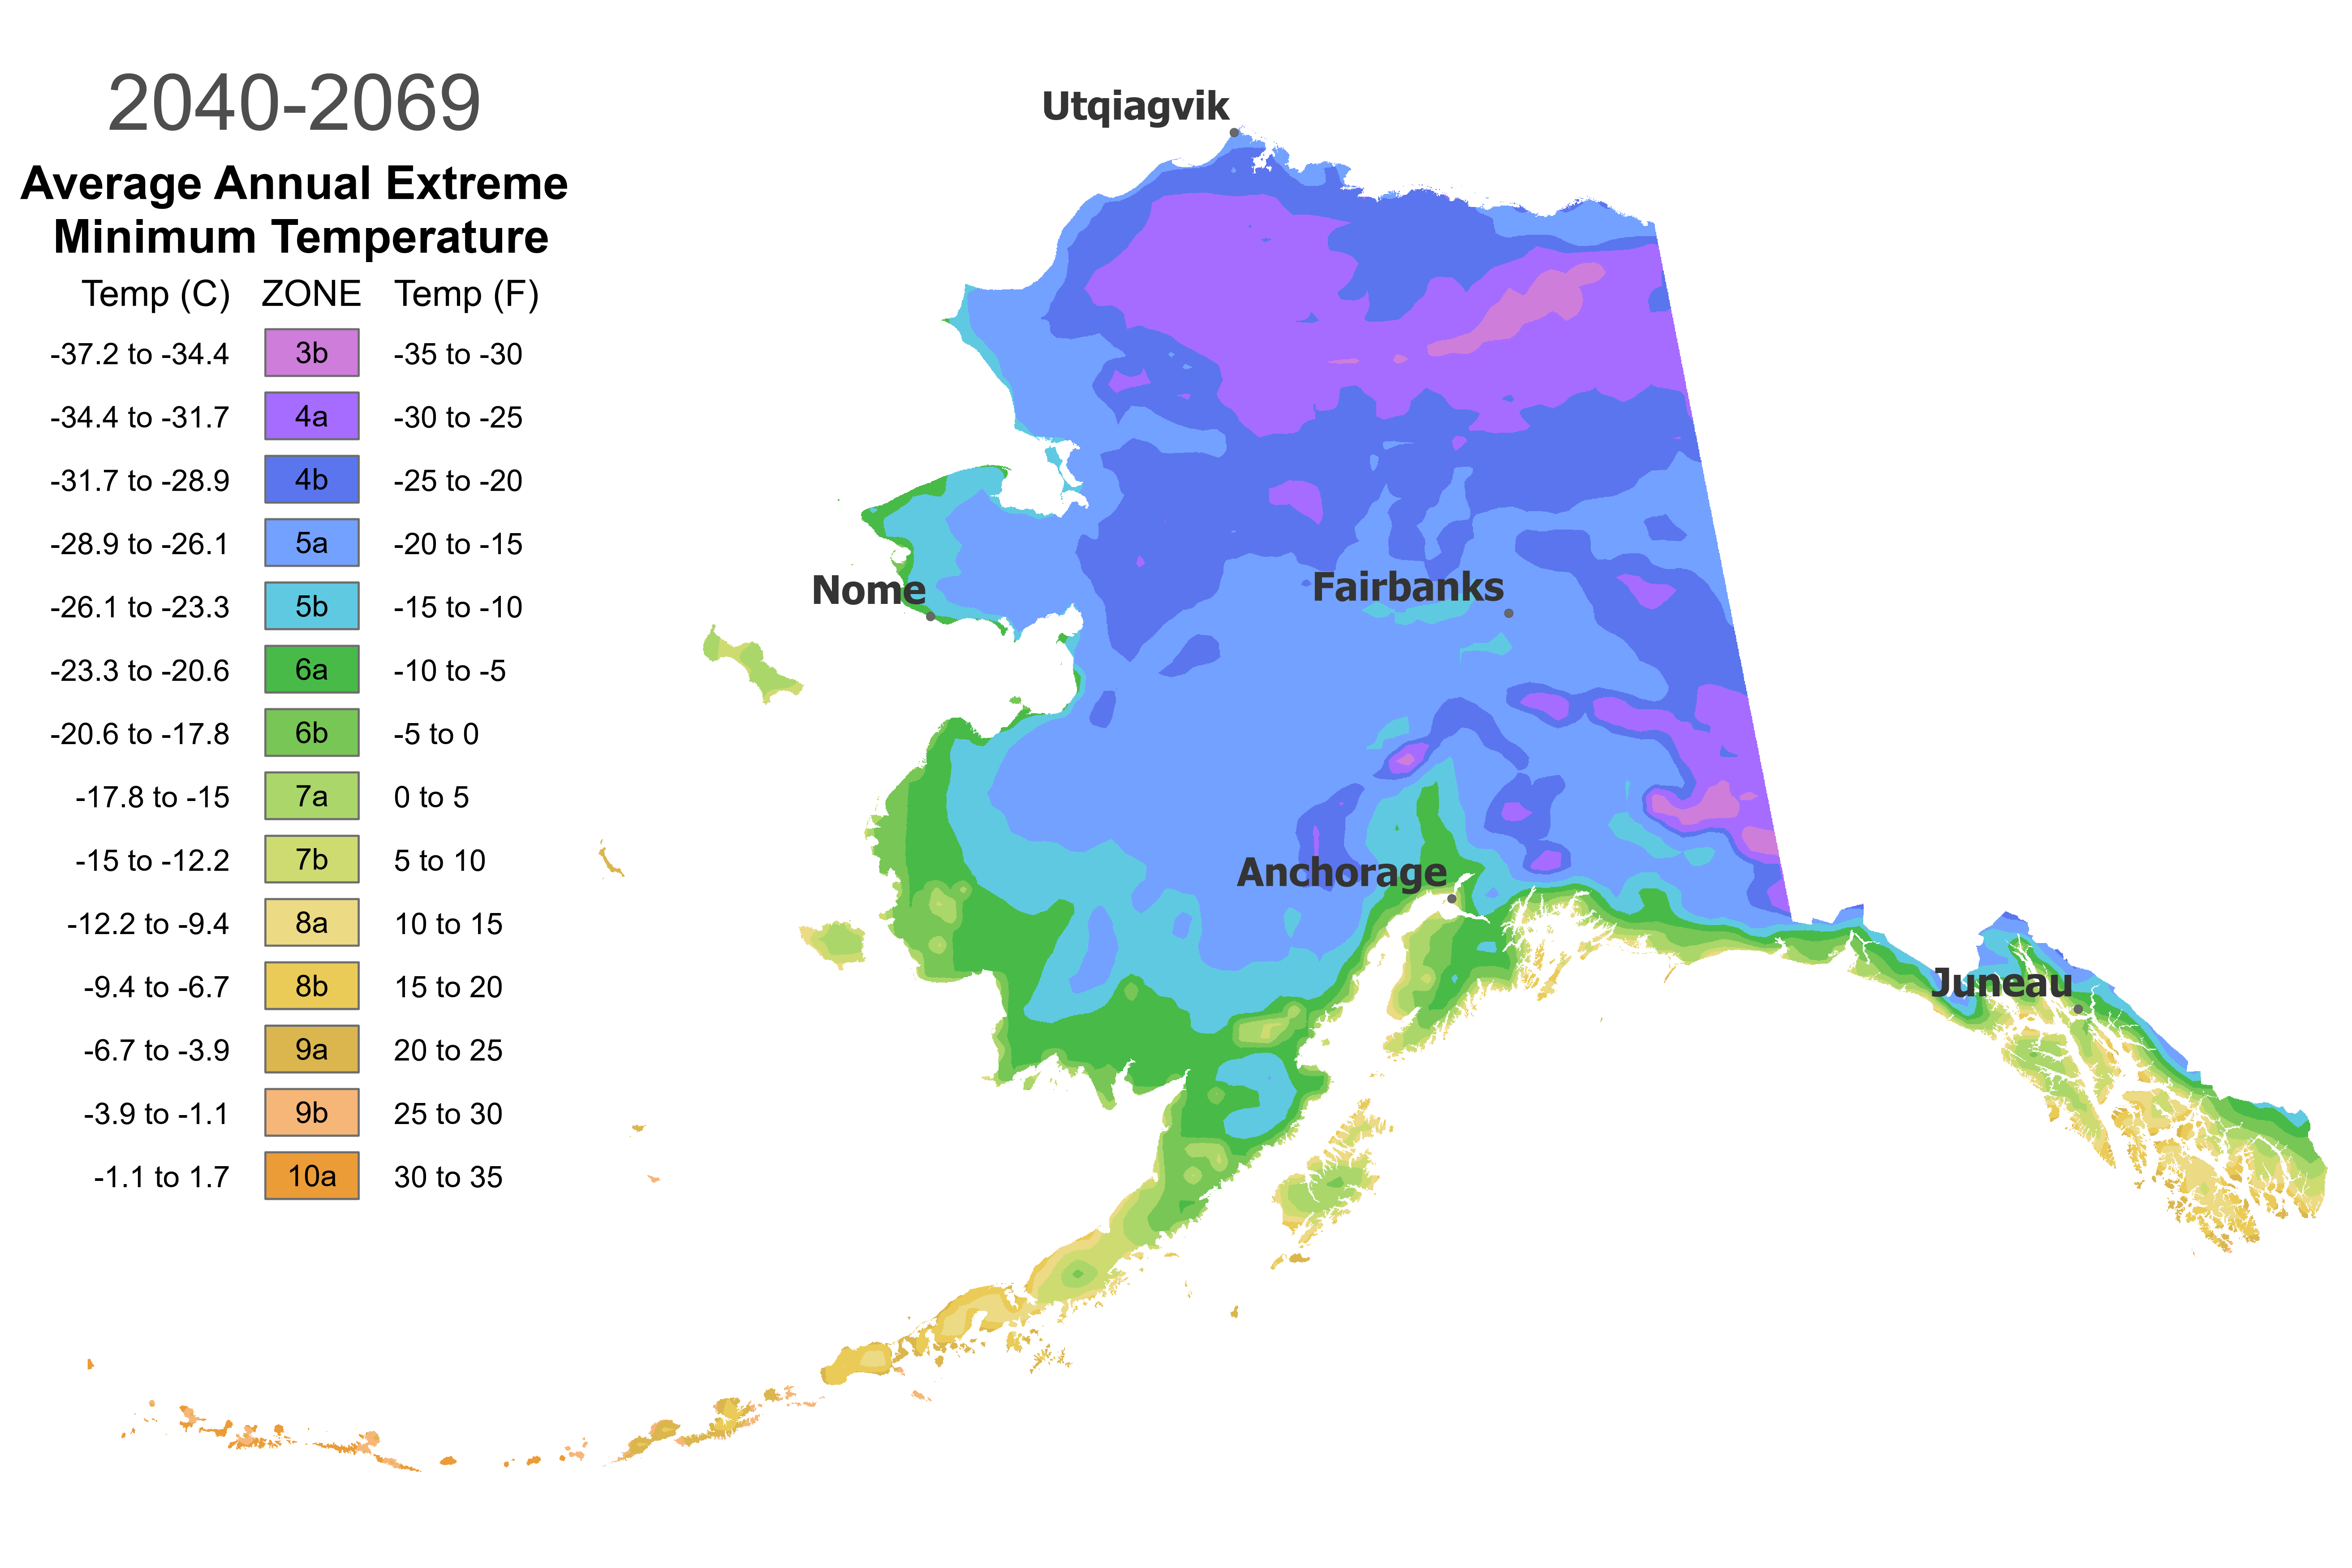 2040-2069
Average Annual Extreme
Minimum Temperature
Temp (C) ZONE Temp (F)
-37.2 to -34.4 3b -35 to -30
-34.4 to -31.7 4a -30 to -25
-31.7 to -28.9 4b -25 to -20
-28.9 to -26.1 5a -20 to -15
-26.1 to -23.3 5b -15 to -10
-23.3 to -20.6 6a -10 to -5
-20.6 to -17.8 6b -5 to 0
-17.8 to -15 7a 0 to 5
-15 to -12.2 7b 5 to 10
-12.2 to -9.4 8a 10 to 15
-9.4 to -6.7 8b 15 to 20
-6.7 to -3.9 9a 20 to 25
-3.9 to -1.1 9b 25 to 30
-1.1 to 1.7 10a 30 to 35
Utqiagvik
Nome
Fairbanks
Anchorage
Juneau